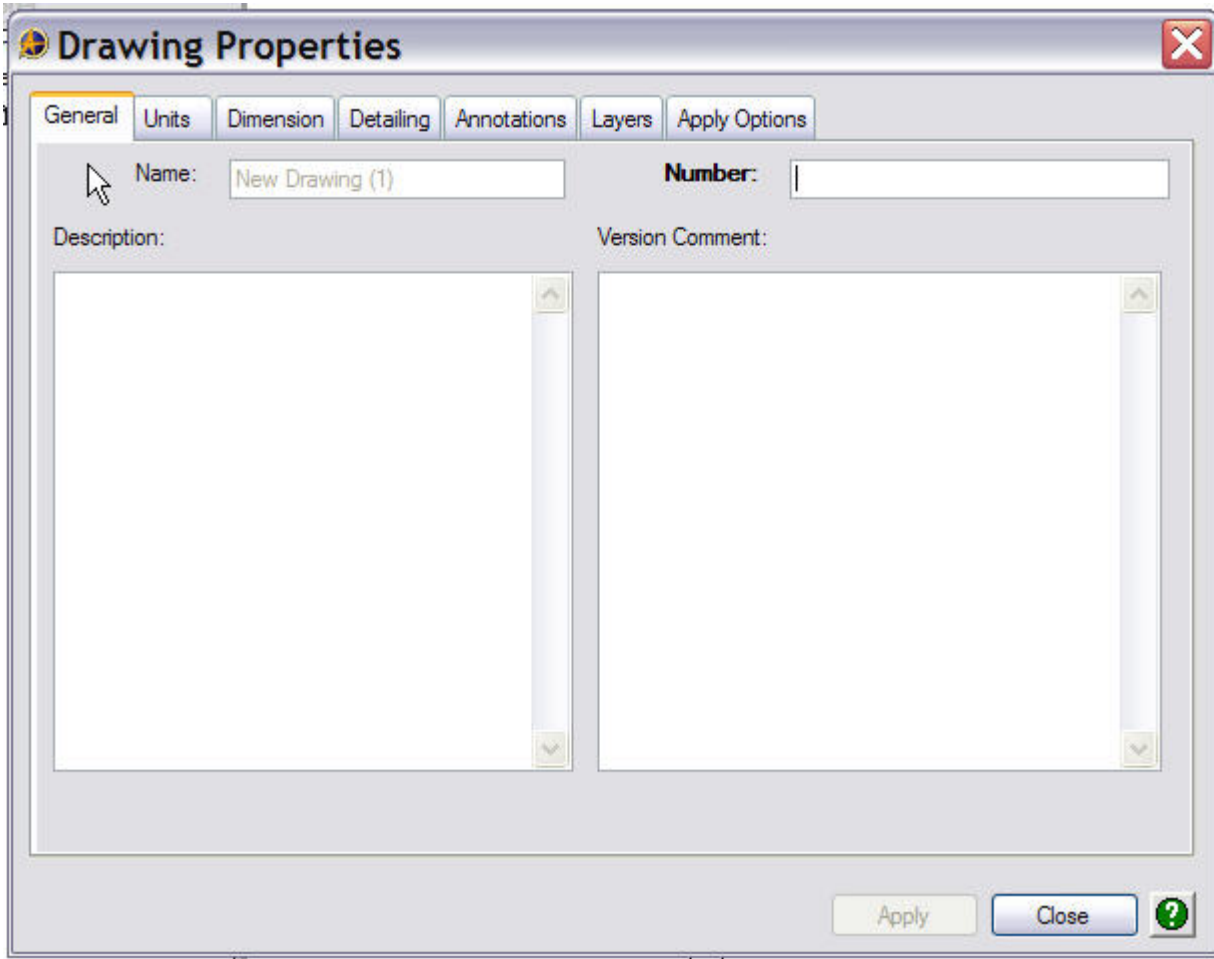 Drawing Properties
General Units Dimension Detailing Annotations Layers Apply Options
Name: New Drawing (1) Number:
Description: Version Comment:
Apply Close ?